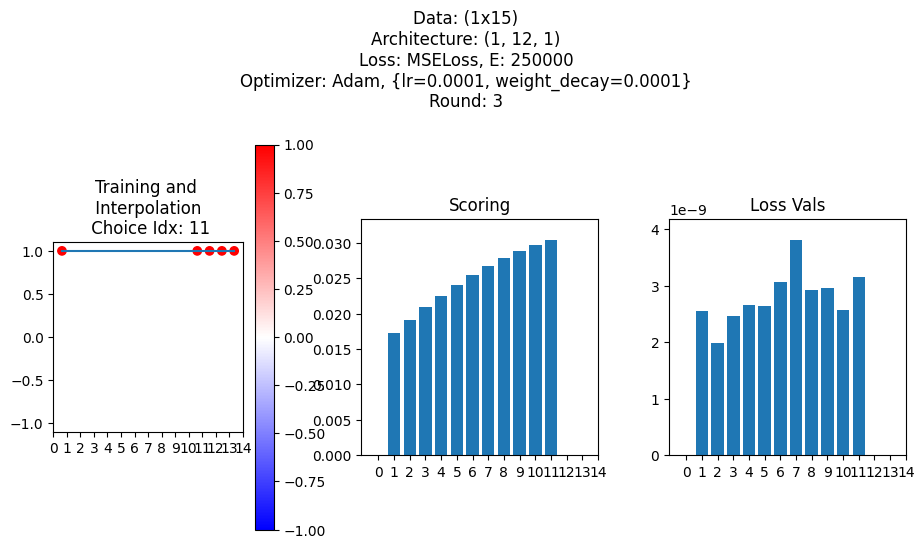 Data: (1x15)
Architecture: (1, 12, 1)
Loss: MSELoss, E: 250000
Optimizer: Adam, {lr=0.0001, weight_decay=0.0001}
Round: 3
Training and
Interpolation
Choice Idx: 11
1.0
0.5
0.0
−0.5
−1.0
0 1 2 3 4 5 6 7 8 9 10 11 12 13 14
1.00
0.75
0.50
0.25
0.00
−0.25
−0.50
−0.75
−1.00
Scoring
0.030
0.025
0.020
0.015
0.010
0.005
0.000
0 1 2 3 4 5 6 7 8 9 10 11 12 13 14
Loss Vals
1e−9
4
3
2
1
0
0 1 2 3 4 5 6 7 8 9 10 11 12 13 14